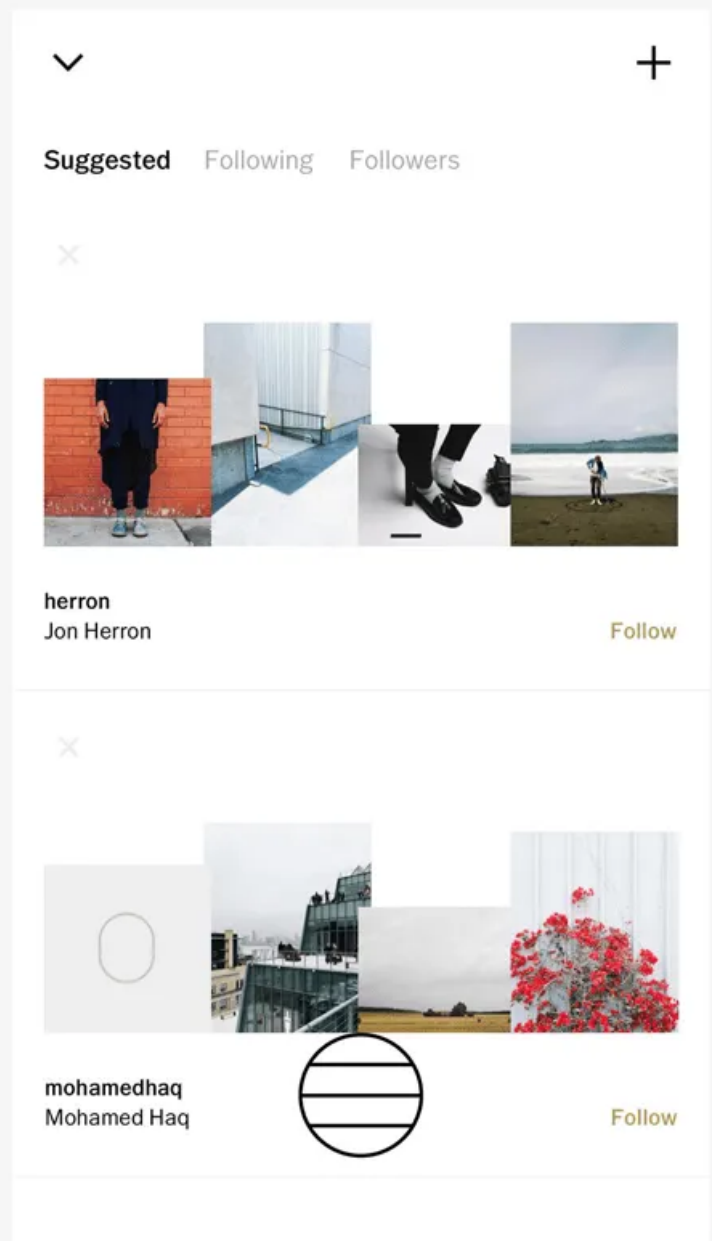 Suggested Following Followers
herron
Jon Herron
Follow
mohamedhaq
Mohamed Haq
Follow